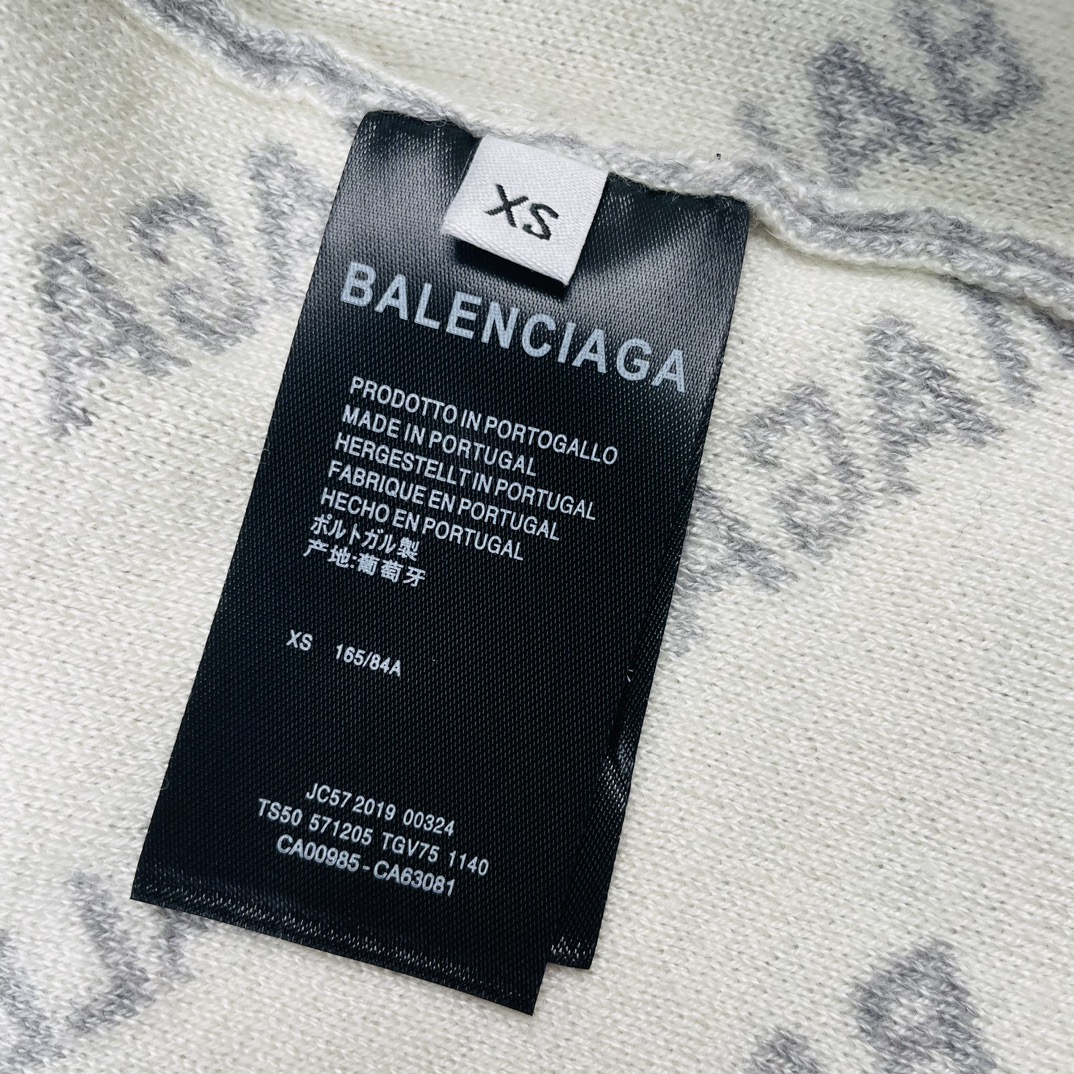 XS
BALENCIAGA
PRODOTTO IN PORTOGALLO
MADE IN PORTUGAL
HERGESTELLT IN PORTUGAL
FABRIQUE EN PORTUGAL
HECHO EN PORTUGAL
ポルトガル製
产地:葡萄牙
XS 165/84A
JC57 2019 00324
TS50 571205 TGV75 1140
CA00985-CA63081